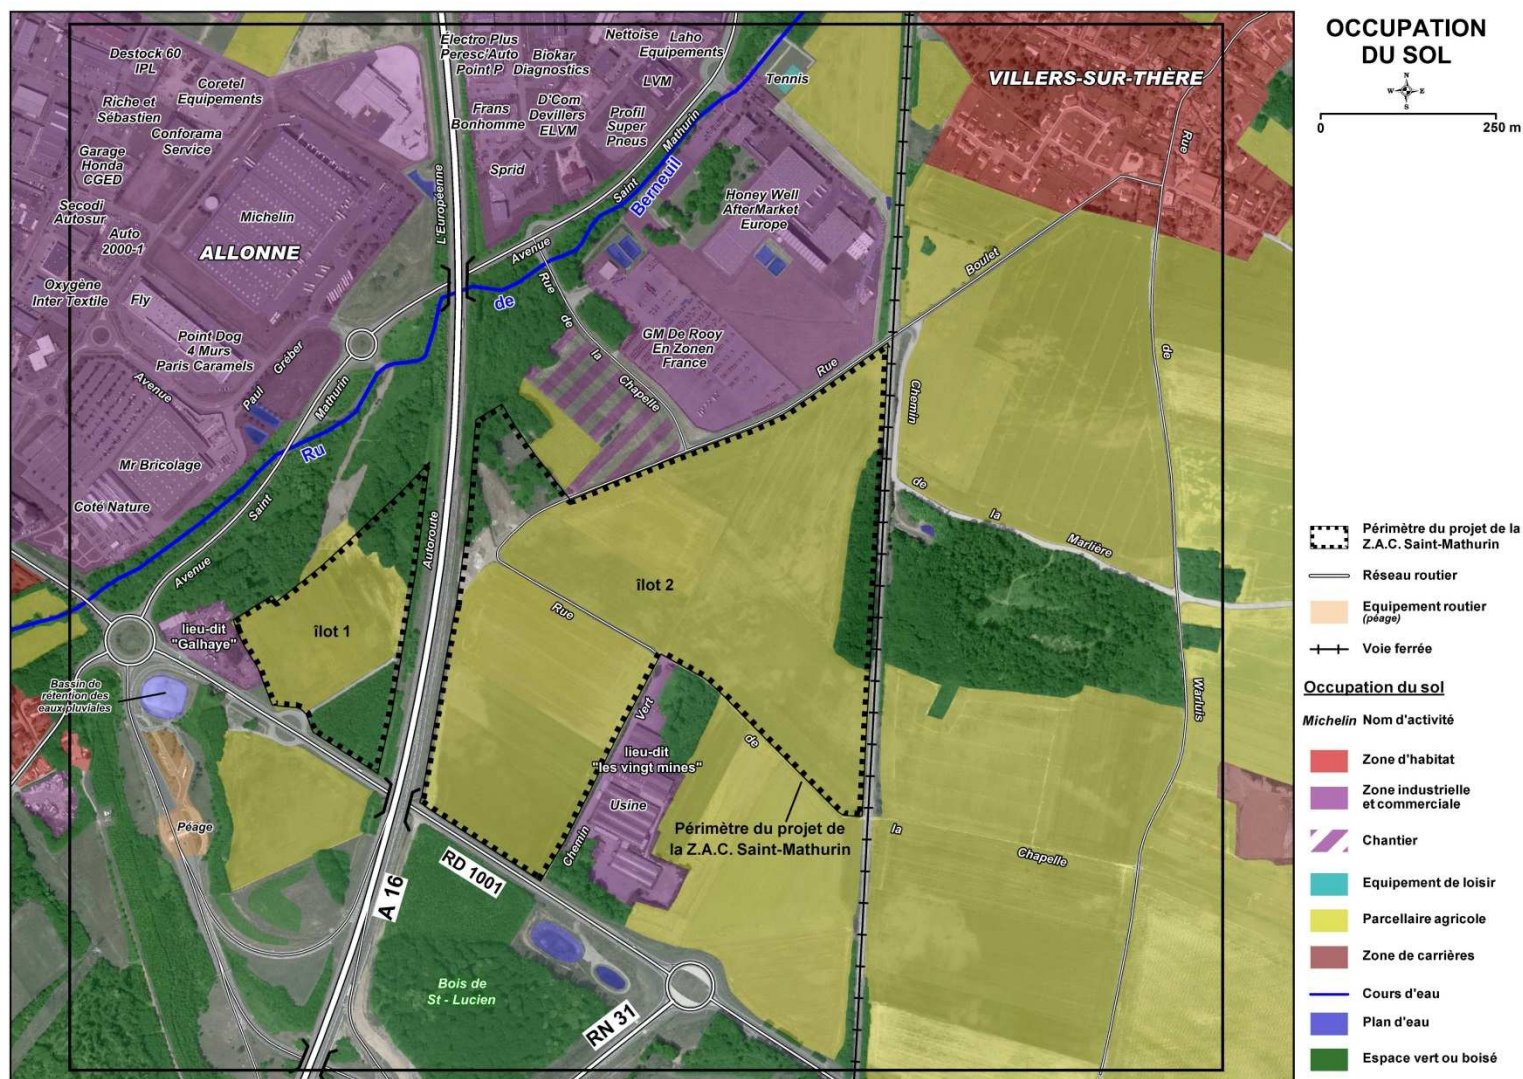 OCCUPATION
DU SOL
N
W
E
S
0
250 m
Périmètre du projet de la
Z.A.C. Saint-Mathurin
Réseau routier
Equipement routier
(péage)
Voie ferrée
Occupation du sol
Michelin
Nom d'activité
Zone d'habitat
Zone industrielle
et commerciale
Chantier
Equipement de loisir
Parcellaire agricole
Zone de carrières
Cours d'eau
Plan d'eau
Espace vert ou boisé
Destock 60
IPL
Coretel
Equipements
Riche et
Sébastien
Conforama
Service
Garage
Honda
CGED
Secodi
Autosur
Auto
2000-1
Michelin
ALLONNE
Oxygène
Inter Textile
Fly
Point Dog
4 Murs
Paris Caramels
Avenue
Paul
Gréber
Mr Bricolage
Coté Nature
Electro Plus
Peresc'Auto
Point P
Biokar
Diagnostics
Nettoise
Laho
Equipements
LVM
Frans
Bonhomme
D'Com
Devillers
ELVM
Profil
Super
Pneus
Sprid
L'Européenne
Autoroute
Avenue
Saint
Mathurin
Avenue
Saint
Mathurin
Ru
de
Berneuil
Tennis
Honey Well
AfterMarket
Europe
GM De Rooy
En Zonen
France
Rue
de
la
Chapelle
Rue
Boulet
VILLERS-SUR-THÈRE
Rue
de
Warluis
Chemin
de
la
Marlière
îlot 1
îlot 2
lieu-dit
"Galhaye"
Bassin de
rétention des
eaux pluviales
Péage
Rue
de
la
Chapelle
Chemin
Vert
lieu-dit
"les vingt mines"
Usine
Périmètre du projet de
la Z.A.C. Saint-Mathurin
A 16
RD 1001
RN 31
Bois de
St - Lucien